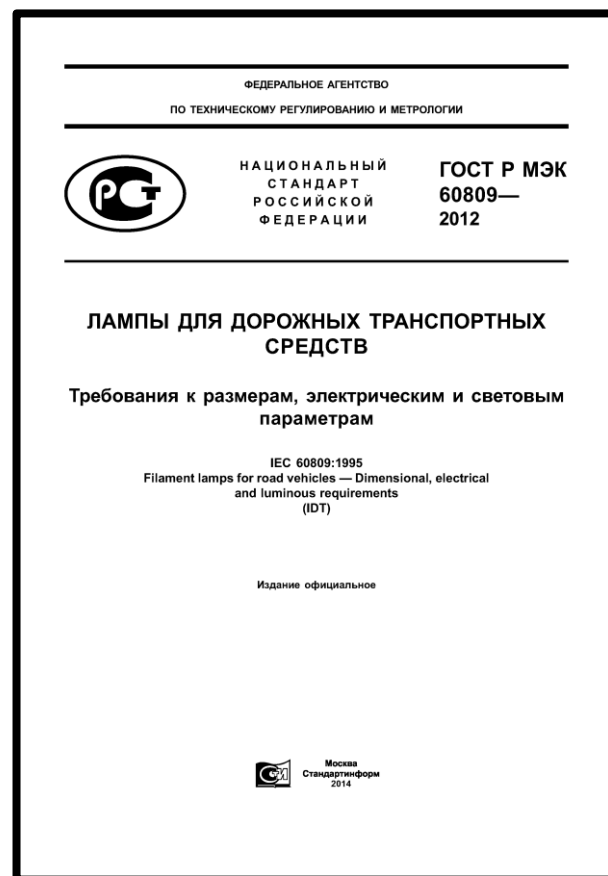 ФЕДЕРАЛЬНОЕ АГЕНТСТВО
ПО ТЕХНИЧЕСКОМУ РЕГУЛИРОВАНИЮ И МЕТРОЛОГИИ
РСТ
НАЦИОНАЛЬНЫЙ
СТАНДАРТ
РОССИЙСКОЙ
ФЕДЕРАЦИИ
ГОСТ Р МЭК
60809—
2012
ЛАМПЫ ДЛЯ ДОРОЖНЫХ ТРАНСПОРТНЫХ
СРЕДСТВ
Требования к размерам, электрическим и световым
параметрам
IEC 60809:1995
Filament lamps for road vehicles — Dimensional, electrical
and luminous requirements
(IDT)
Издание официальное
Москва
Стандартинформ
2014